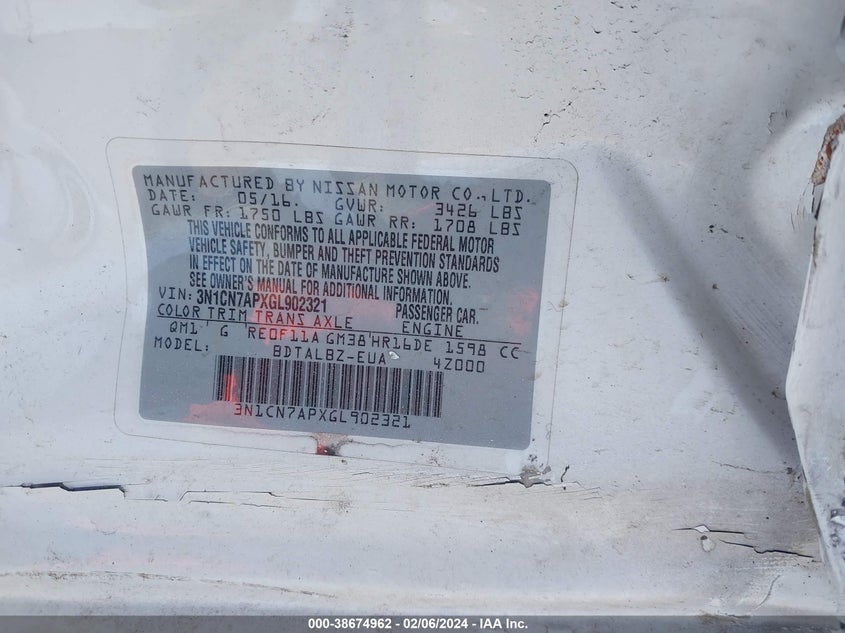 MANUFACTURED BY NISSAN MOTOR CO.,LTD.
DATE: 05/16. GVWR: 3426 LBS
GAWR FR: 1750 LBS GAWR RR: 1708 LBS
THIS VEHICLE CONFORMS TO ALL APPLICABLE FEDERAL MOTOR
VEHICLE SAFETY, BUMPER AND THEFT PREVENTION STANDARDS
IN EFFECT ON THE DATE OF MANUFACTURE SHOWN ABOVE.
SEE OWNER'S MANUAL FOR ADDITIONAL INFORMATION.
VIN: 3N1CN7APXGL902321 PASSENGER CAR.
COLOR TRIM TRANS AXLE ENGINE
QM1 G RE0F11A GM38 HR16DE 1598 CC
MODEL: BDTALBZ-EUA 4Z000
3N1CN7APXGL902321
000-38674962 - 02/06/2024 - IAA Inc.